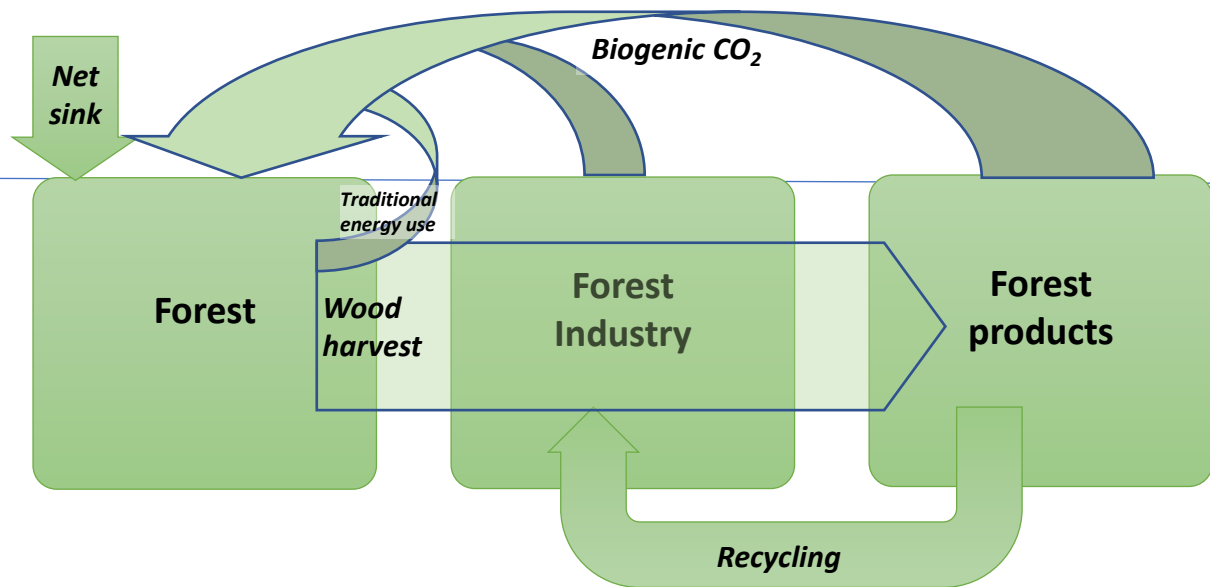 Biogenic CO₂
Net
sink
Traditional
energy use
Forest
Wood
harvest
Forest
Industry
Forest
products
Recycling